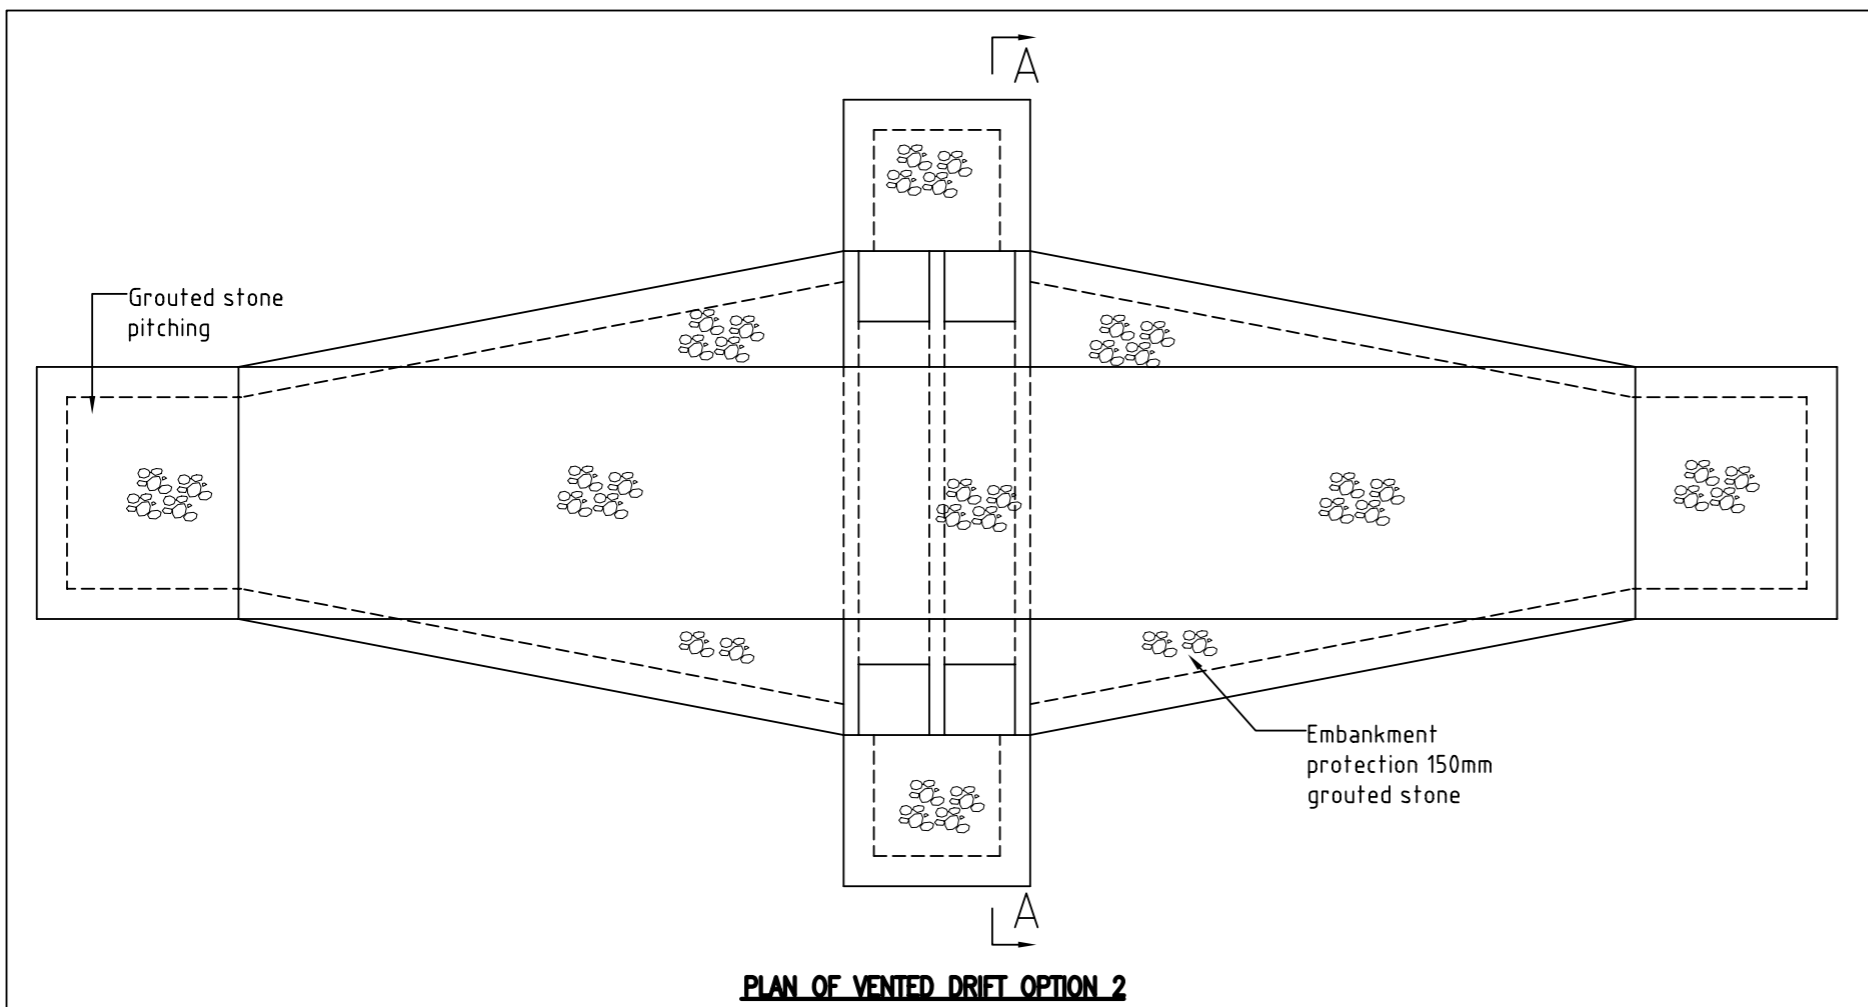 A
Grouted stone
pitching
Embankment
protection 150mm
grouted stone
A
PLAN OF VENTED DRIFT OPTION 2